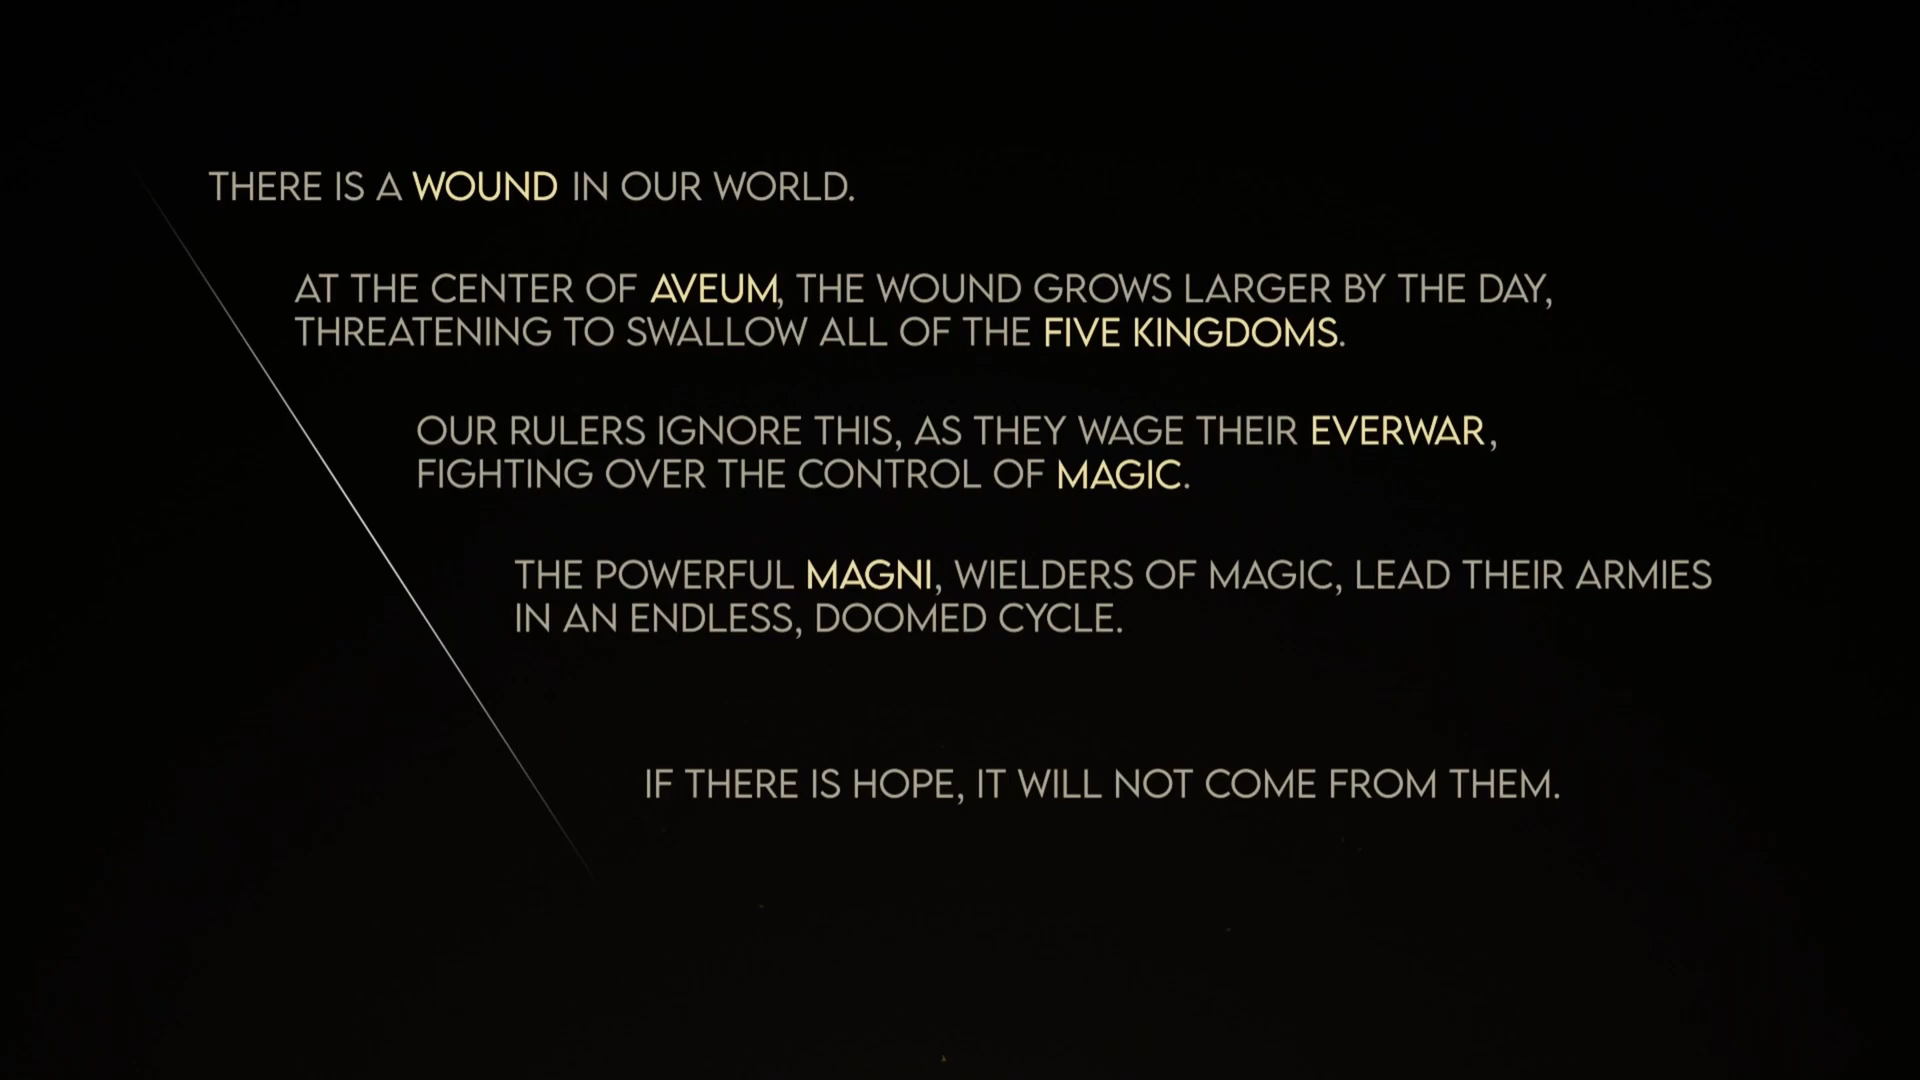 THERE IS A WOUND IN OUR WORLD.
AT THE CENTER OF AVEUM, THE WOUND GROWS LARGER BY THE DAY,
THREATENING TO SWALLOW ALL OF THE FIVE KINGDOMS.
OUR RULERS IGNORE THIS, AS THEY WAGE THEIR EVERWAR,
FIGHTING OVER THE CONTROL OF MAGIC.
THE POWERFUL MAGNI, WIELDERS OF MAGIC, LEAD THEIR ARMIES
IN AN ENDLESS, DOOMED CYCLE.
IF THERE IS HOPE, IT WILL NOT COME FROM THEM.